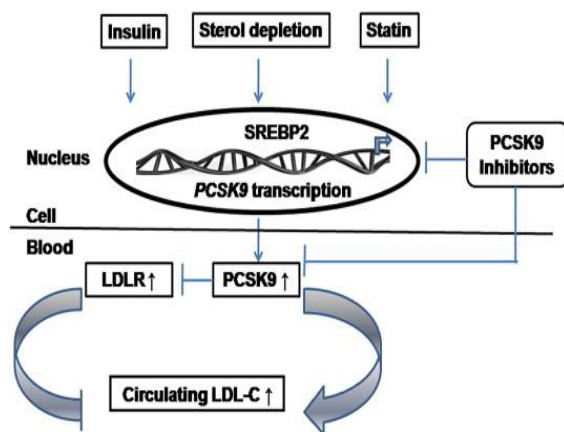 Insulin
Sterol depletion
Statin
SREBP2
Nucleus
PCSK9 transcription
PCSK9
Inhibitors
Cell
Blood
LDLR ↑
PCSK9 ↑
Circulating LDL-C ↑